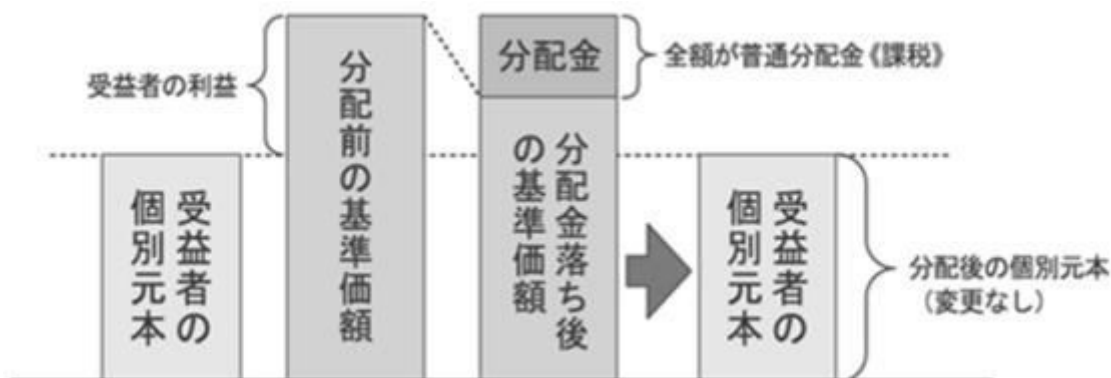 受益者の利益
受益者の
個別元本
分配前の基準価額
分配金
全額が普通分配金《課税》
分配金落ち後
の基準価額
受益者の
個別元本
分配後の個別元本
（変更なし）